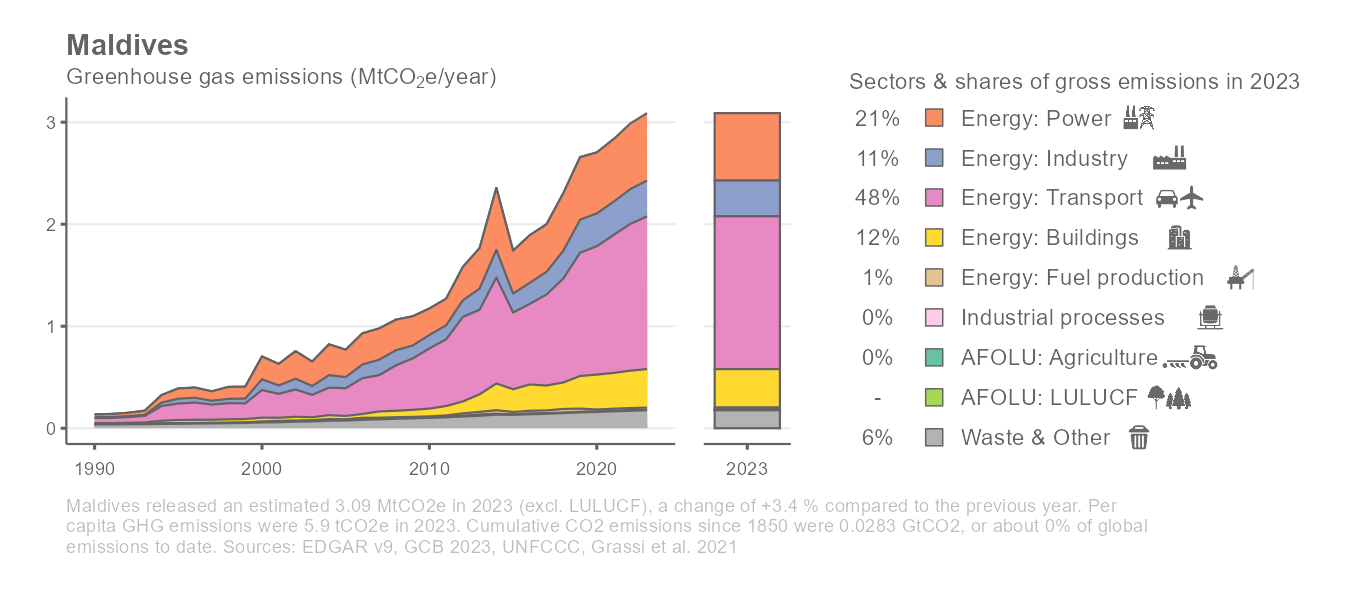 Maldives
Greenhouse gas emissions (MtCO₂e/year)
Sectors & shares of gross emissions in 2023
21% Energy: Power
11% Energy: Industry
48% Energy: Transport
12% Energy: Buildings
1% Energy: Fuel production
0% Industrial processes
0% AFOLU: Agriculture
- AFOLU: LULUCF
6% Waste & Other
3
2
1
0
1990 2000 2010 2020 2023
Maldives released an estimated 3.09 MtCO2e in 2023 (excl. LULUCF), a change of +3.4 % compared to the previous year. Per
capita GHG emissions were 5.9 tCO2e in 2023. Cumulative CO2 emissions since 1850 were 0.0283 GtCO2, or about 0% of global
emissions to date. Sources: EDGAR v9, GCB 2023, UNFCCC, Grassi et al. 2021